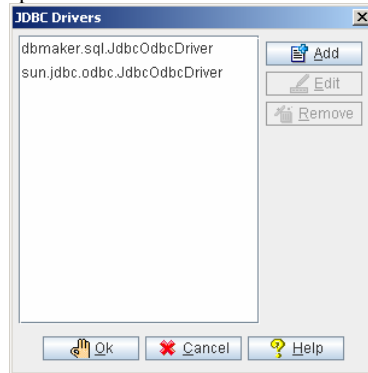 JDBC Drivers
dbmaker.sql.JdbcOdbcDriver
sun.jdbc.odbc.JdbcOdbcDriver
Add
Edit
Remove
Ok
Cancel
Help